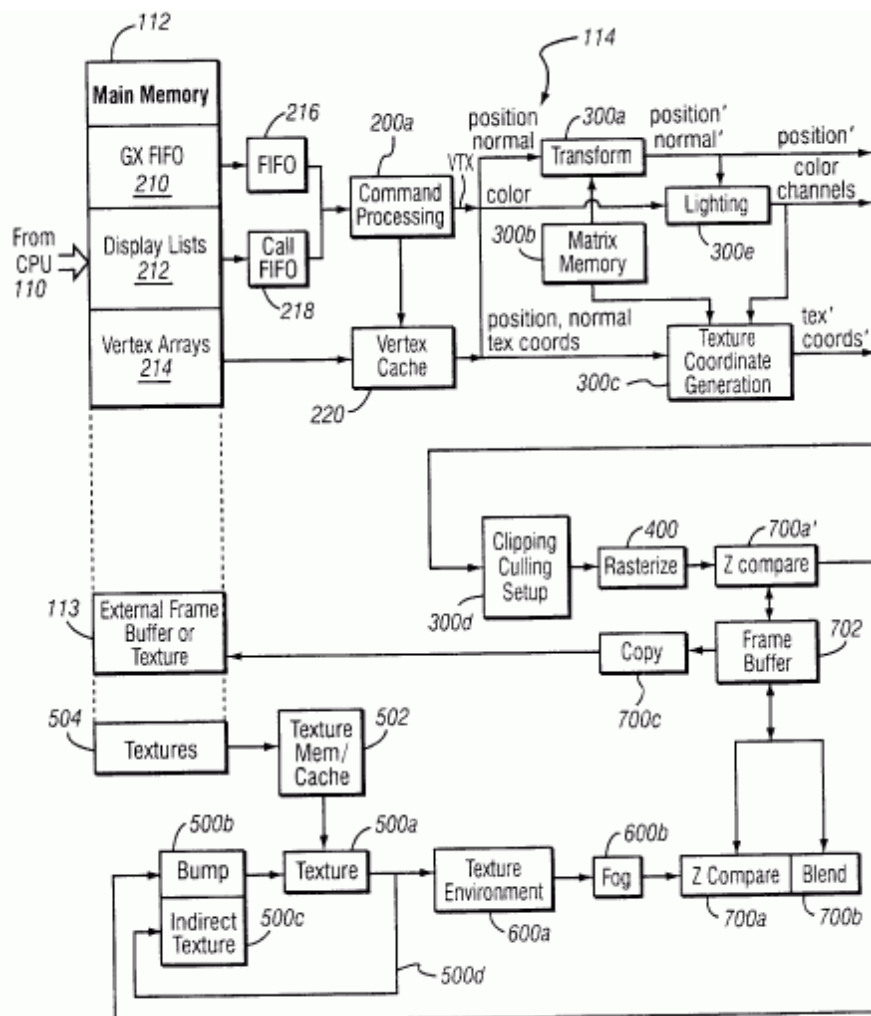 112
Main Memory
GX FIFO
210
Display Lists
212
Vertex Arrays
214
From
CPU
110
216
FIFO
Call
FIFO
218
200a
Command
Processing
VTX
Vertex
Cache
220
114
position
normal
300a
Transform
position'
normal'
position'
color
channels
color
Lighting
300e
300b
Matrix
Memory
position, normal
tex coords
300c
Texture
Coordinate
Generation
tex'
coords'
Clipping
Culling
Setup
300d
400
Rasterize
700a'
Z compare
113
External Frame
Buffer or
Texture
Copy
700c
Frame
Buffer
702
504
Textures
Texture
Mem/
Cache
502
500b
Bump
Indirect
Texture
500c
500a
Texture
500d
Texture
Environment
600a
600b
Fog
Z Compare
Blend
700a
700b